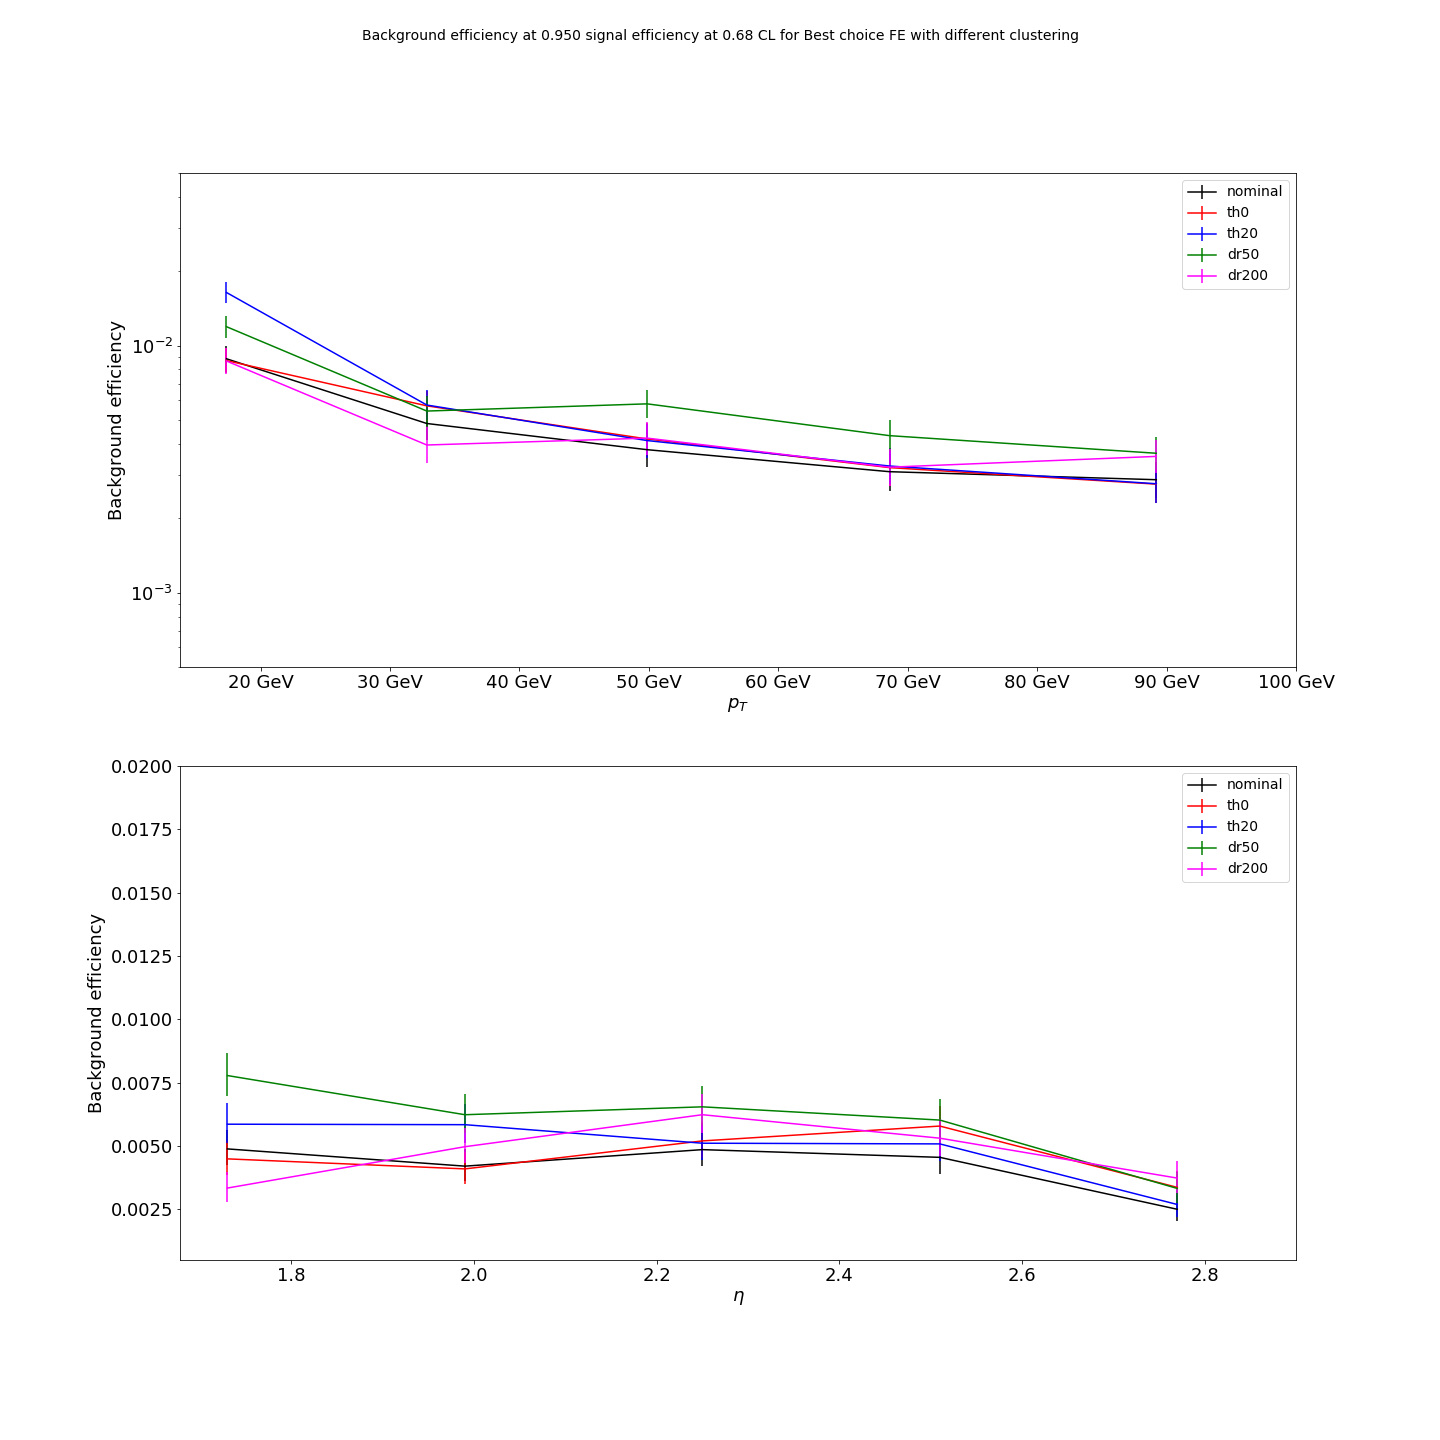 Background efficiency at 0.950 signal efficiency at 0.68 CL for Best choice FE with different clustering
nominal
th0
th20
dr50
dr200
Background efficiency
10⁻²
10⁻³
20 GeV 30 GeV 40 GeV 50 GeV 60 GeV 70 GeV 80 GeV 90 GeV 100 GeV
p_T
nominal
th0
th20
dr50
dr200
Background efficiency
0.0200
0.0175
0.0150
0.0125
0.0100
0.0075
0.0050
0.0025
1.8 2.0 2.2 2.4 2.6 2.8
η